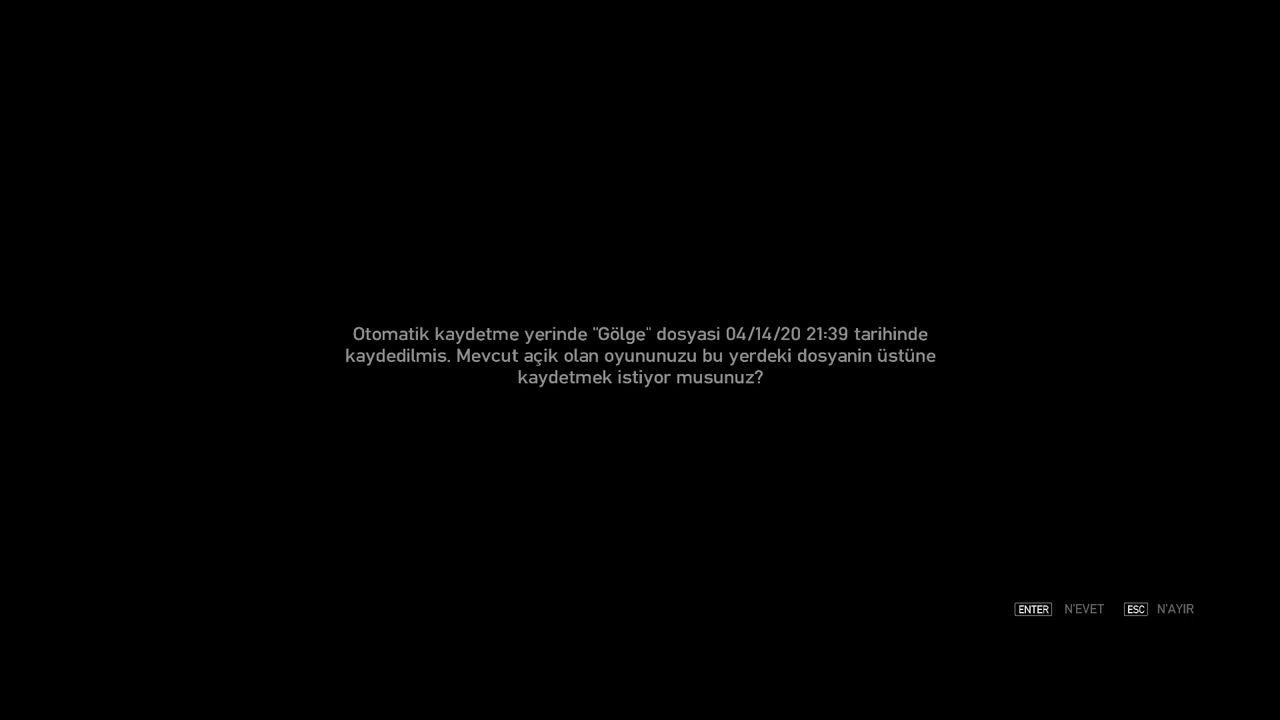 Otomatik kaydetme yerinde "Gölge" dosyasi 04/14/20 21:39 tarihinde
kaydedilmis. Mevcut açik olan oyununuzu bu yerdeki dosyanin üstüne
kaydetmek istiyor musunuz?
ENTER N'EVET ESC N'AYIR